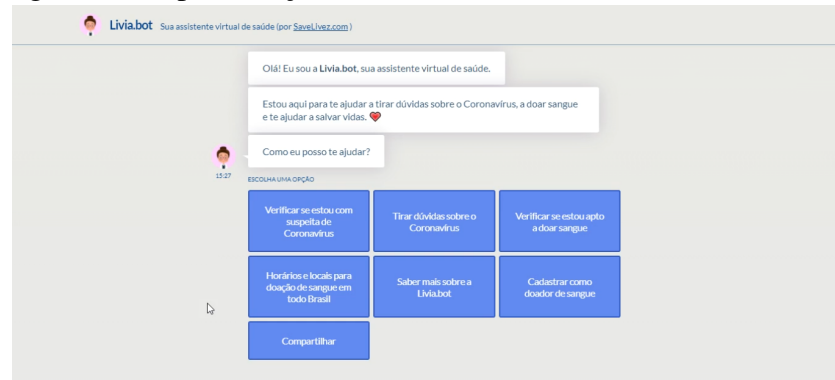 Livia.bot Sua assistente virtual de saúde (por SaveLivez.com )
Olá! Eu sou a Livia.bot, sua assistente virtual de saúde.
Estou aqui para te ajudar a tirar dúvidas sobre o Coronavírus, a doar sangue
e te ajudar a salvar vidas.
Como eu posso te ajudar?
15:27
ESCOLHA UMA OPÇÃO
Verificar se estou com
suspeita de
Coronavírus
Tirar dúvidas sobre o
Coronavírus
Verificar se estou apto
a doar sangue
Horários e locais para
doação de sangue em
todo Brasil
Saber mais sobre a
Livia.bot
Cadastrar como
doador de sangue
Compartilhar